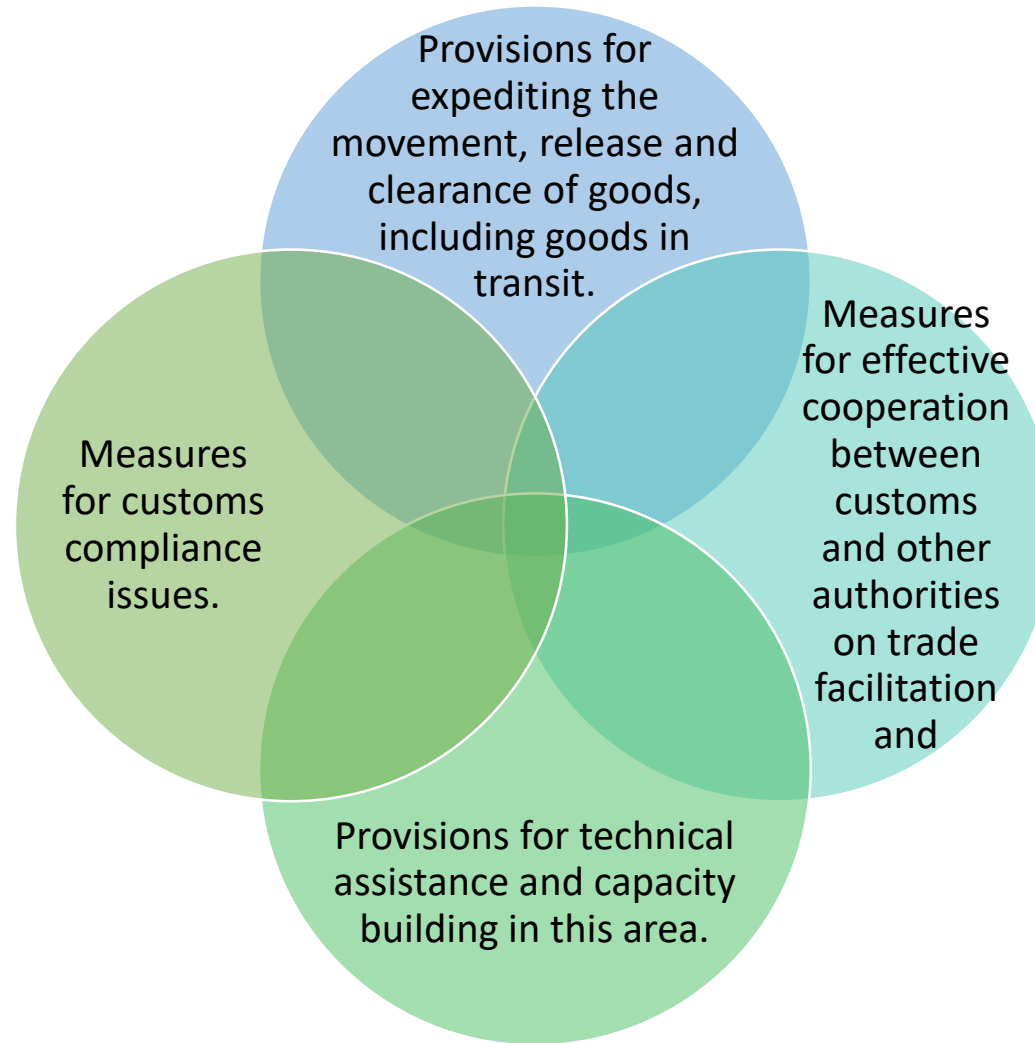 Provisions for
expediting the
movement, release and
clearance of goods,
including goods in
transit.
Measures
for effective
cooperation
between
customs
and other
authorities
on trade
facilitation
and
Provisions for technical
assistance and capacity
building in this area.
Measures
for customs
compliance
issues.